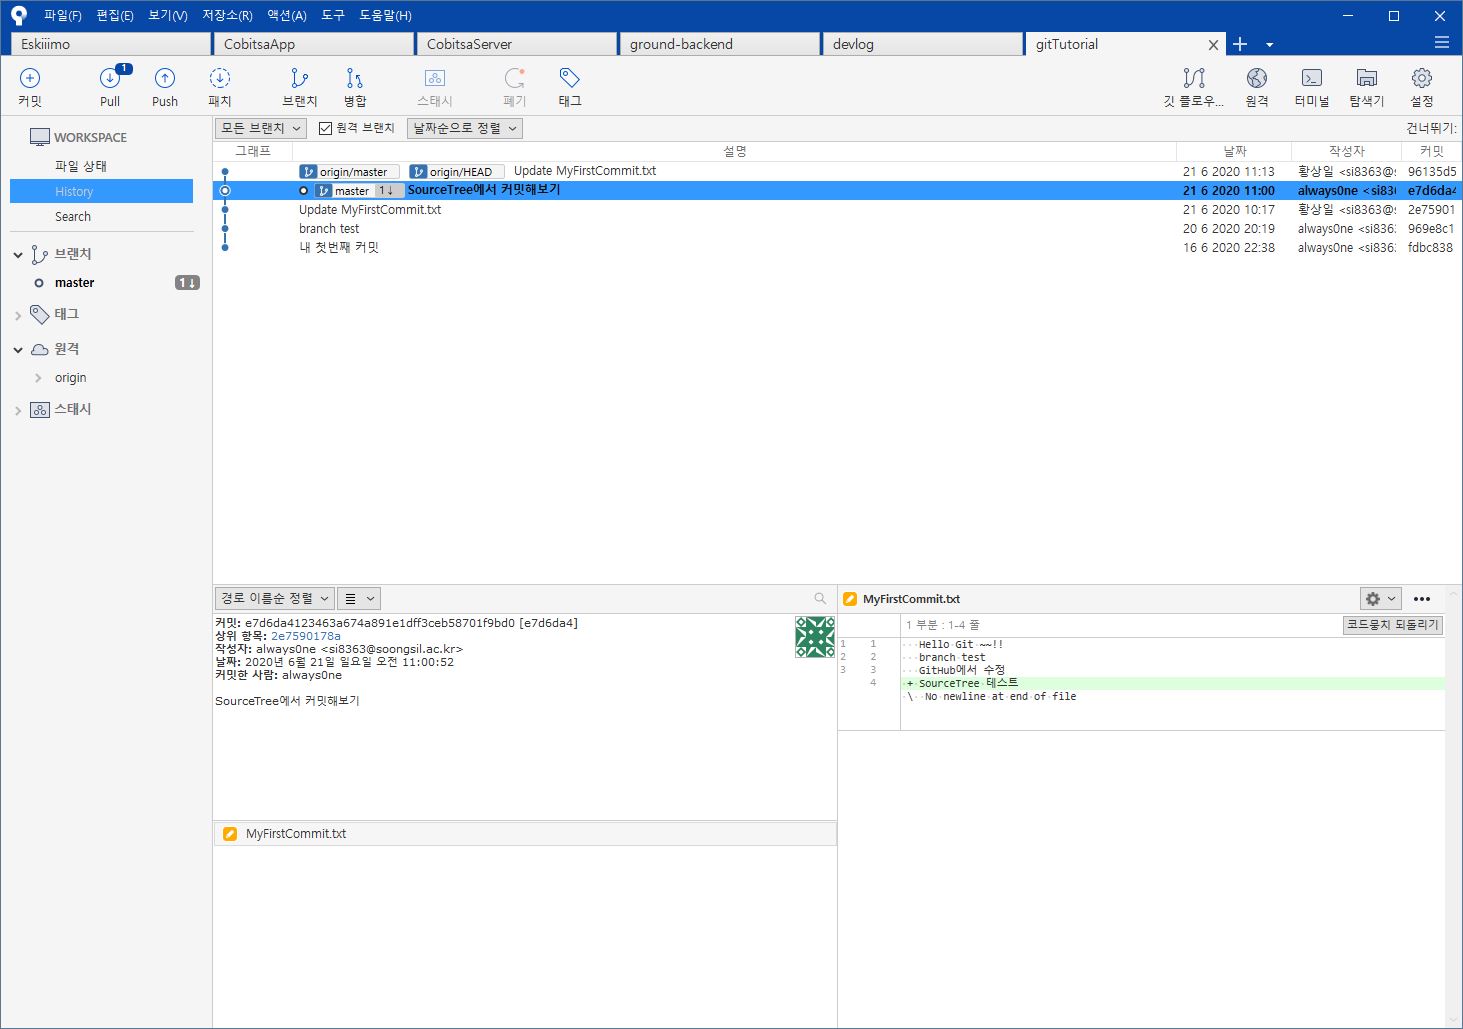 파일(F) 편집(E) 보기(V) 저장소(R) 액션(A) 도구 도움말(H)
Eskiiimo CobitsaApp CobitsaServer ground-backend devlog gitTutorial
1
커밋 Pull Push 패치 브랜치 병합 스태시 폐기 태그 깃 플로우... 원격 터미널 탐색기 설정
WORKSPACE
파일 상태
History
Search
브랜치
master 1↓
태그
원격
origin
스태시
모든 브랜치 원격 브랜치 날짜순으로 정렬 건너뛰기:
그래프 설명 날짜 작성자 커밋
origin/master origin/HEAD Update MyFirstCommit.txt 21 6 2020 11:13 황상일 <si8363@s 96135d5
master 1↓ SourceTree에서 커밋해보기 21 6 2020 11:00 always0ne <si836 e7d6da4
Update MyFirstCommit.txt 21 6 2020 10:17 황상일 <si8363@s 2e75901
branch test 20 6 2020 20:19 always0ne <si836 969e8c1
내 첫번째 커밋 16 6 2020 22:38 always0ne <si836 fdbc838
경로 이름순 정렬
커밋: e7d6da4123463a674a891e1dff3ceb58701f9bd0 [e7d6da4]
상위 항목: 2e7590178a
작성자: always0ne <si8363@soongsil.ac.kr>
날짜: 2020년 6월 21일 일요일 오전 11:00:52
커밋한 사람: always0ne
SourceTree에서 커밋해보기
MyFirstCommit.txt
MyFirstCommit.txt
1 부분 : 1-4 줄 코드뭉치 되돌리기
1 1 Hello Git ~~!!
2 2 branch test
3 3 GitHub에서 수정
4 + SourceTree 테스트
\ No newline at end of file